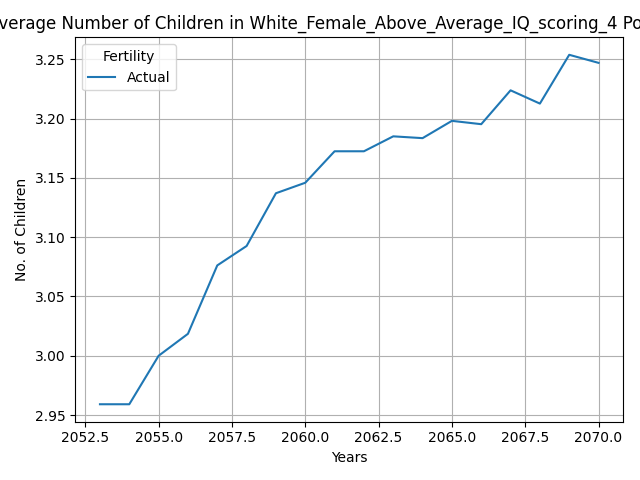 verage Number of Children in White_Female_Above_Average_IQ_scoring_4 Po
Fertility
Actual
3.25
3.20
3.15
3.10
3.05
3.00
2.95
No. of Children
2052.5 2055.0 2057.5 2060.0 2062.5 2065.0 2067.5 2070.0
Years